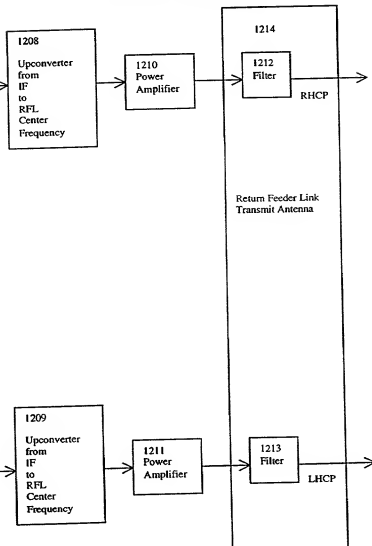 1208
Upconverter
from
IF
to
RFL
Center
Frequency
1210
Power
Amplifier
1214
1212
Filter
RHCP
Return Feeder Link
Transmit Antenna
1209
Upconverter
from
IF
to
RFL
Center
Frequency
1211
Power
Amplifier
1213
Filter
LHCP